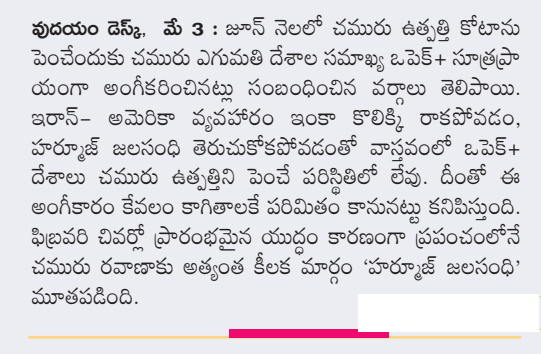 వుదయం డెస్క్, మే 3 : జూన్ నెలలో చమురు ఉత్పత్తి కోటాను
పెంచేందుకు చమురు ఎగుమతి దేశాల సమాఖ్య ఒపెక్+ సూత్రప్రా
యంగా అంగీకరించినట్లు సంబంధించిన వర్గాలు తెలిపాయి.
ఇరాన్– అమెరికా వ్యవహారం ఇంకా కొలిక్కి రాకపోవడం,
హర్మూజ్ జలసంధి తెరుచుకోకపోవడంతో వాస్తవంలో ఒపెక్+
దేశాలు చమురు ఉత్పత్తిని పెంచే పరిస్థితిలో లేవు. దీంతో ఈ
అంగీకారం కేవలం కాగితాలకే పరిమితం కానునట్టు కనిపిస్తుంది.
ఫిబ్రవరి చివర్లో ప్రారంభమైన యుద్ధం కారణంగా ప్రపంచంలోనే
చమురు రవాణాకు అత్యంత కీలక మార్గం ‘హర్మూజ్ జలసంధి’
మూతపడింది.